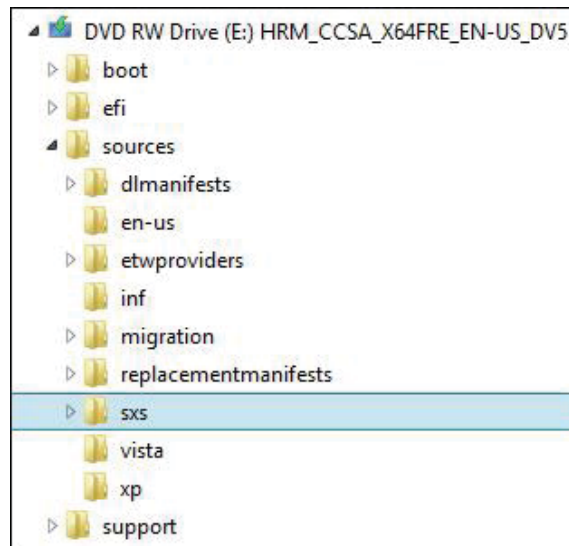 DVD RW Drive (E:) HRM_CCSA_X64FRE_EN-US_DV5
boot
efi
sources
dlmanifests
en-us
etwproviders
inf
migration
replacementmanifests
sxs
vista
xp
support